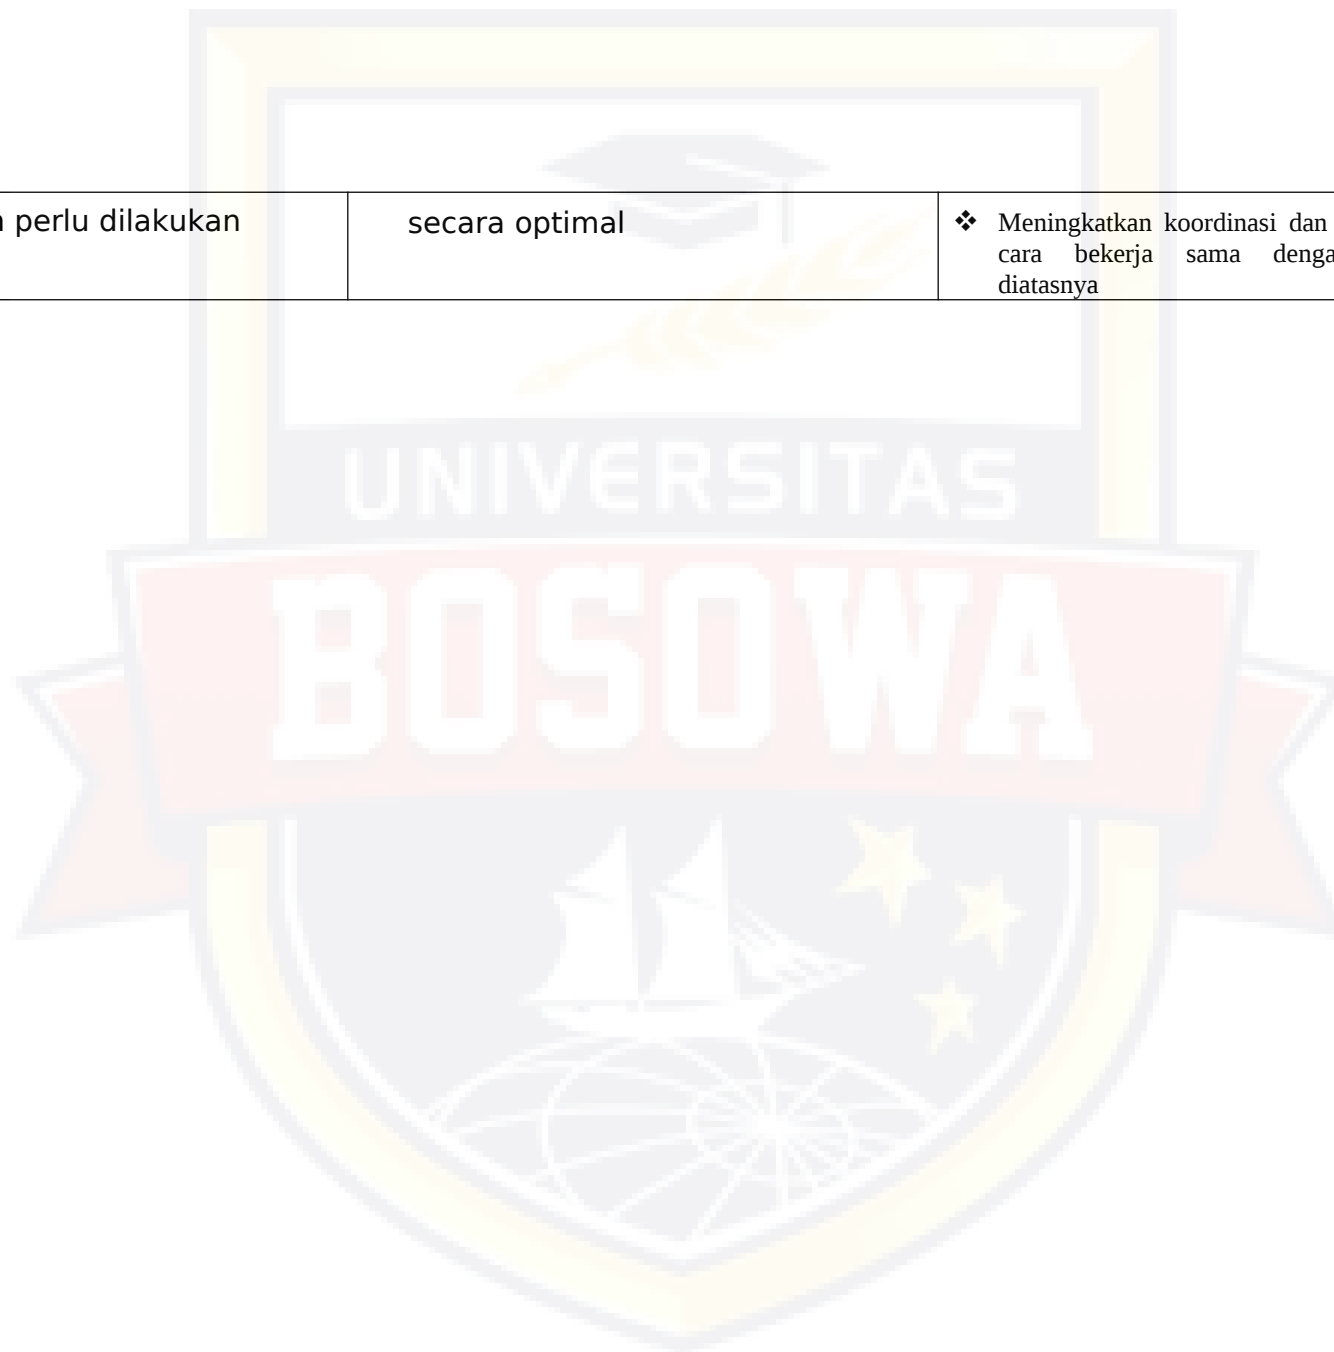 perlu dilakukan
secara optimal
❖ Meningkatkan koordinasi dan
cara bekerja sama
diatasnya
UNIVERSITAS
BOSOWA